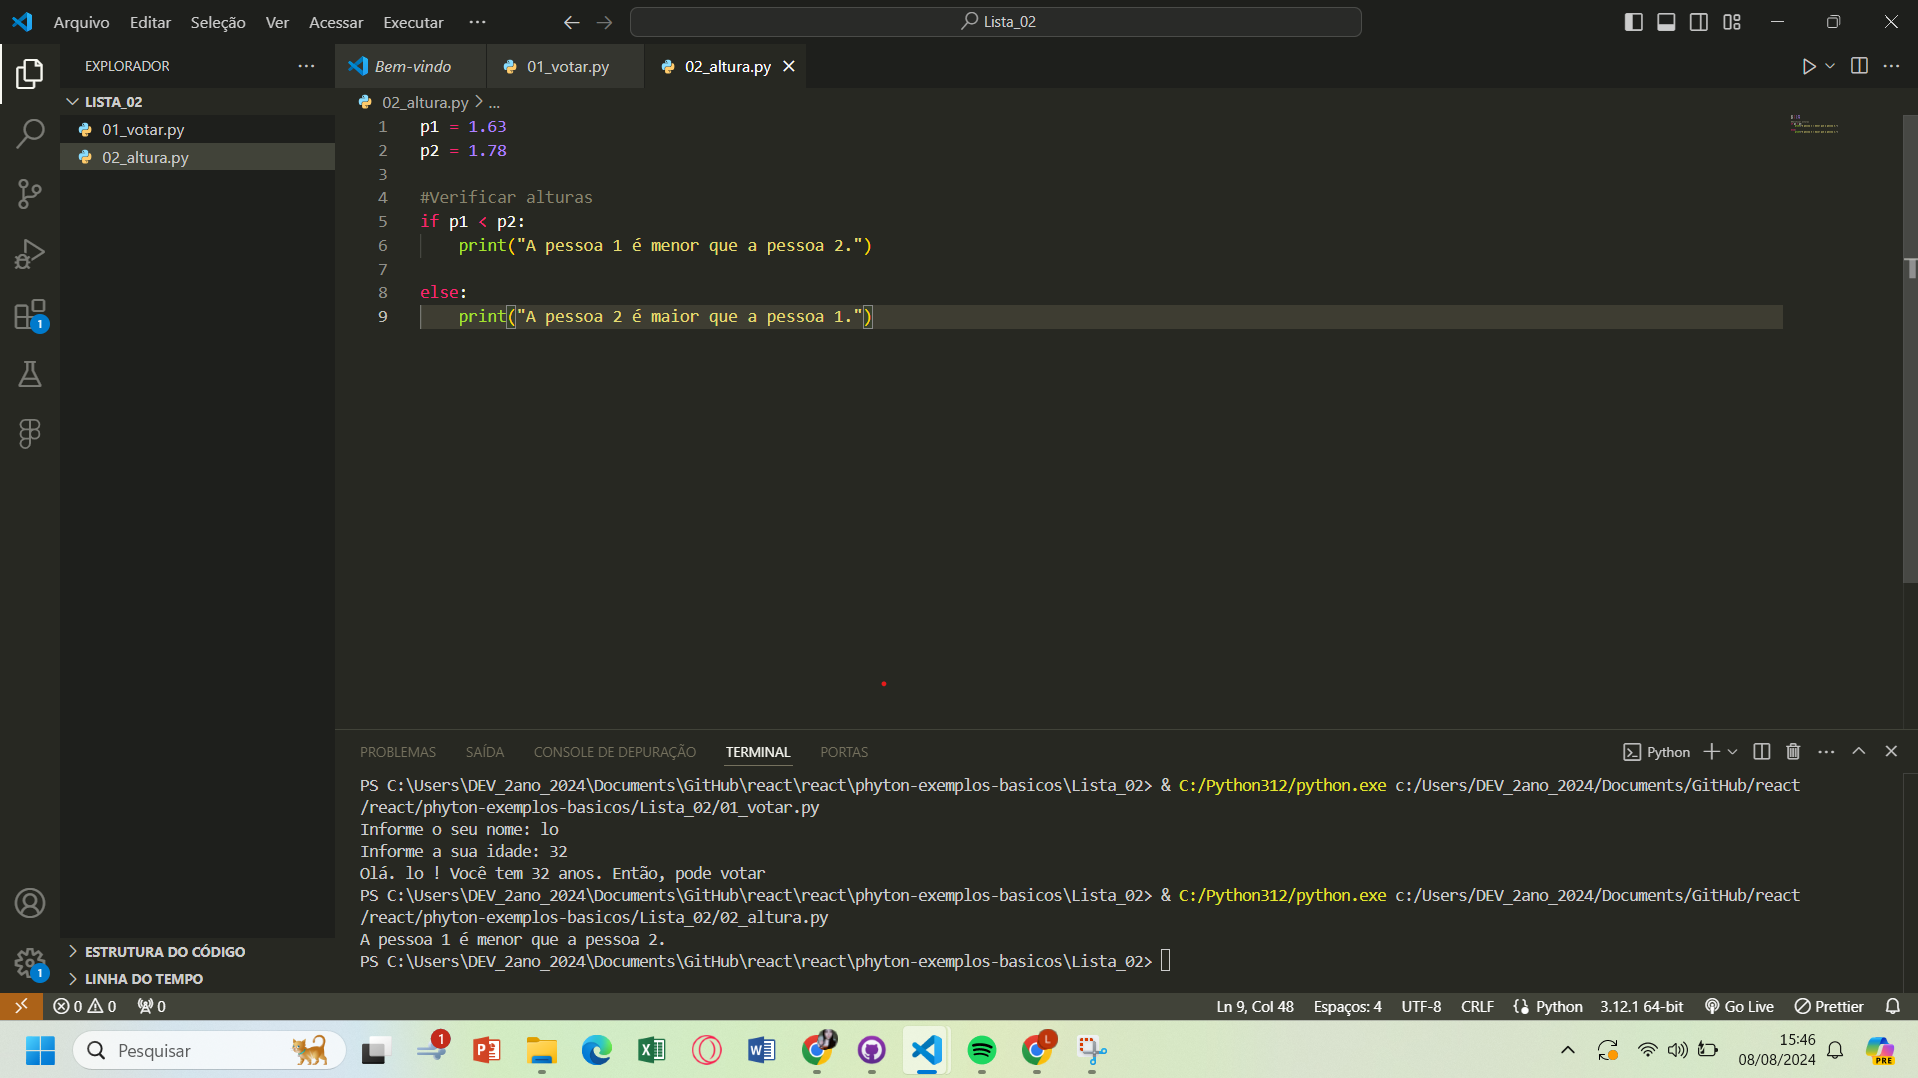 Arquivo Editar Seleção Ver Acessar Executar ··· Lista_02
EXPLORADOR ···
Bem-vindo 01_votar.py 02_altura.py
LISTA_02
01_votar.py
02_altura.py
02_altura.py > ...
1 p1 = 1.63
2 p2 = 1.78
3
4 #Verificar alturas
5 if p1 < p2:
6 print("A pessoa 1 é menor que a pessoa 2.")
7
8 else:
9 print("A pessoa 2 é maior que a pessoa 1.")
1
1
ESTRUTURA DO CÓDIGO
LINHA DO TEMPO
PROBLEMAS SAÍDA CONSOLE DE DEPURAÇÃO TERMINAL PORTAS Python
PS C:\Users\DEV_2ano_2024\Documents\GitHub\react\react\phyton-exemplos-basicos\Lista_02> & C:/Python312/python.exe c:/Users/DEV_2ano_2024/Documents/GitHub/react
/react/phyton-exemplos-basicos/Lista_02/01_votar.py
Informe o seu nome: lo
Informe a sua idade: 32
Olá. lo ! Você tem 32 anos. Então, pode votar
PS C:\Users\DEV_2ano_2024\Documents\GitHub\react\react\phyton-exemplos-basicos\Lista_02> & C:/Python312/python.exe c:/Users/DEV_2ano_2024/Documents/GitHub/react
/react/phyton-exemplos-basicos/Lista_02/02_altura.py
A pessoa 1 é menor que a pessoa 2.
PS C:\Users\DEV_2ano_2024\Documents\GitHub\react\react\phyton-exemplos-basicos\Lista_02>
0 0 0 Ln 9, Col 48 Espaços: 4 UTF-8 CRLF Python 3.12.1 64-bit Go Live Prettier
Pesquisar 1 L 15:46
08/08/2024
PRE